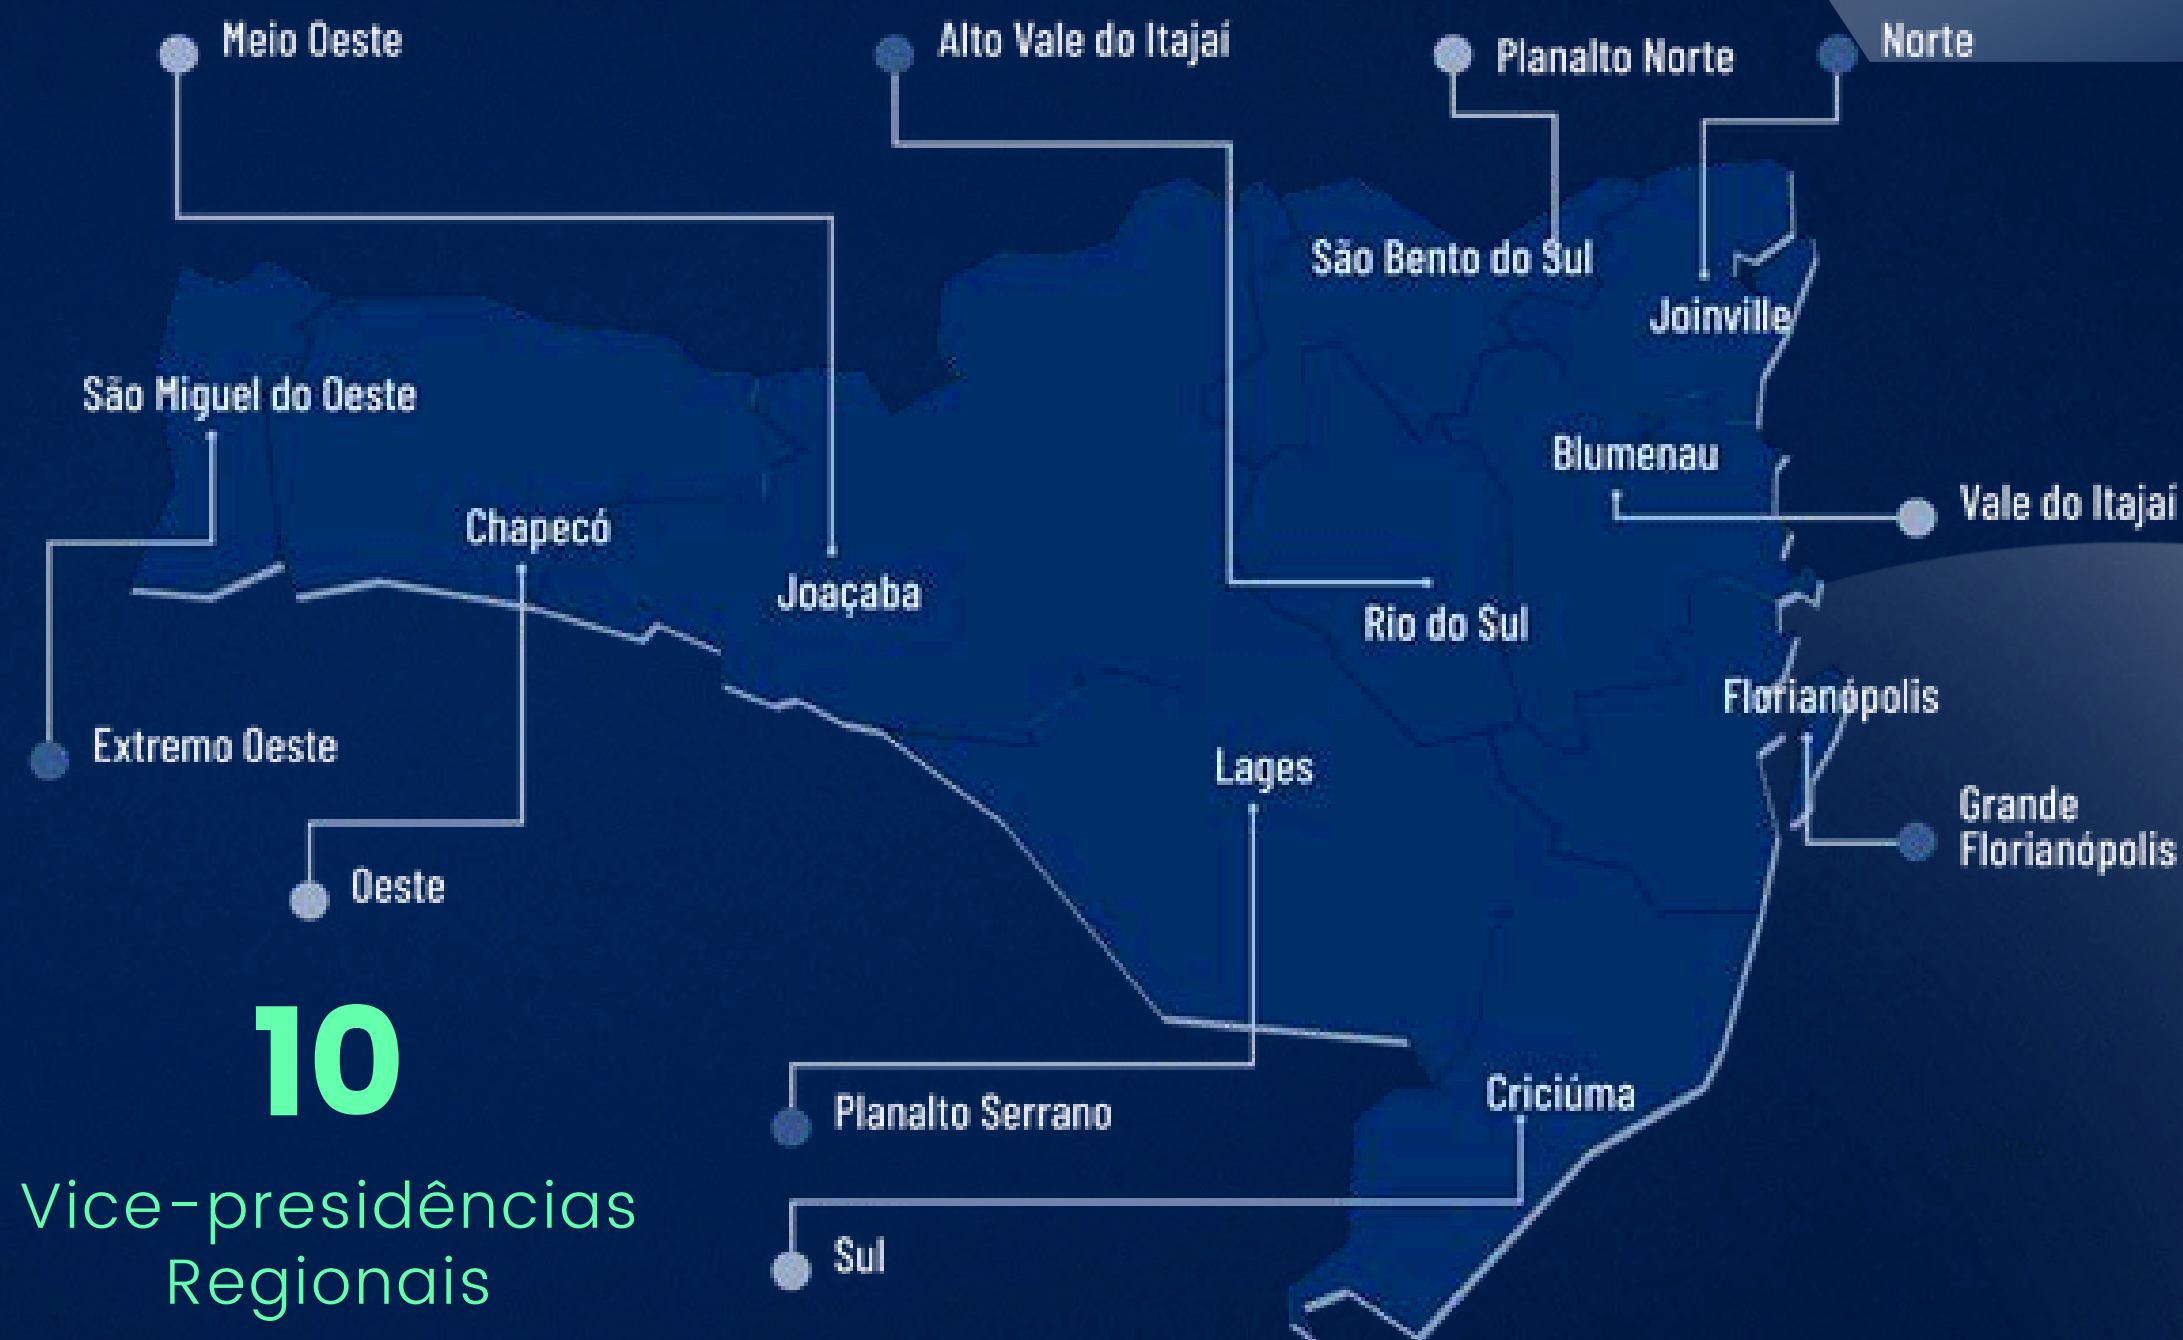 Meio Oeste
Alto Vale do Itajaí
Planalto Norte
Norte
São Bento do Sul
Joinville
São Miguel do Oeste
Blumenau
Vale do Itajaí
Chapecó
Joaçaba
Rio do Sul
Florianópolis
Extremo Oeste
Lages
Grande
Florianópolis
Oeste
10
Vice-presidências
Regionais
Planalto Serrano
Criciúma
Sul